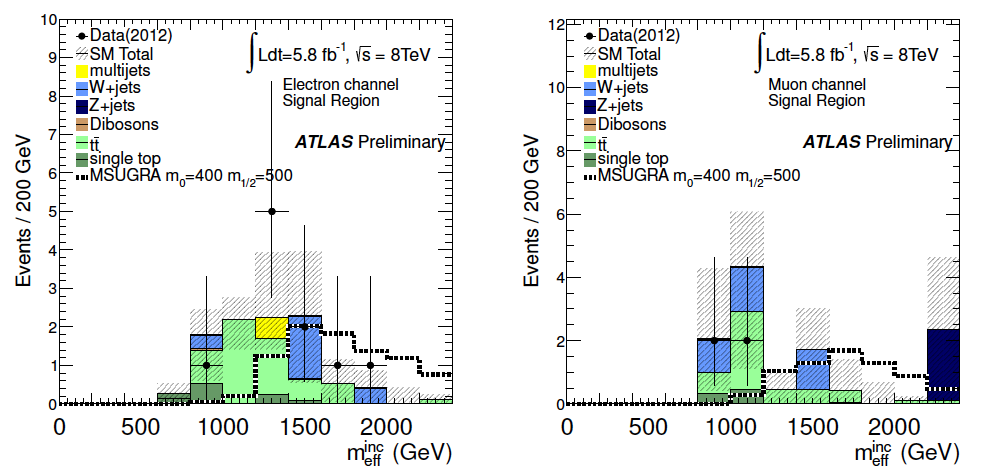 10
9
8
7
6
5
4
3
2
1
0
Events / 200 GeV
Data(2012)
SM Total
multijets
W+jets
Z+jets
Dibosons
tt̄
single top
MSUGRA m₀=400 m₁/₂=500
∫Ldt=5.8 fb⁻¹, √s = 8TeV
Electron channel
Signal Region
ATLAS Preliminary
0 500 1000 1500 2000
m_eff^inc (GeV)
12
10
8
6
4
2
0
Events / 200 GeV
Data(2012)
SM Total
multijets
W+jets
Z+jets
Dibosons
tt̄
single top
MSUGRA m₀=400 m₁/₂=500
∫Ldt=5.8 fb⁻¹, √s = 8TeV
Muon channel
Signal Region
ATLAS Preliminary
0 500 1000 1500 2000
m_eff^inc (GeV)